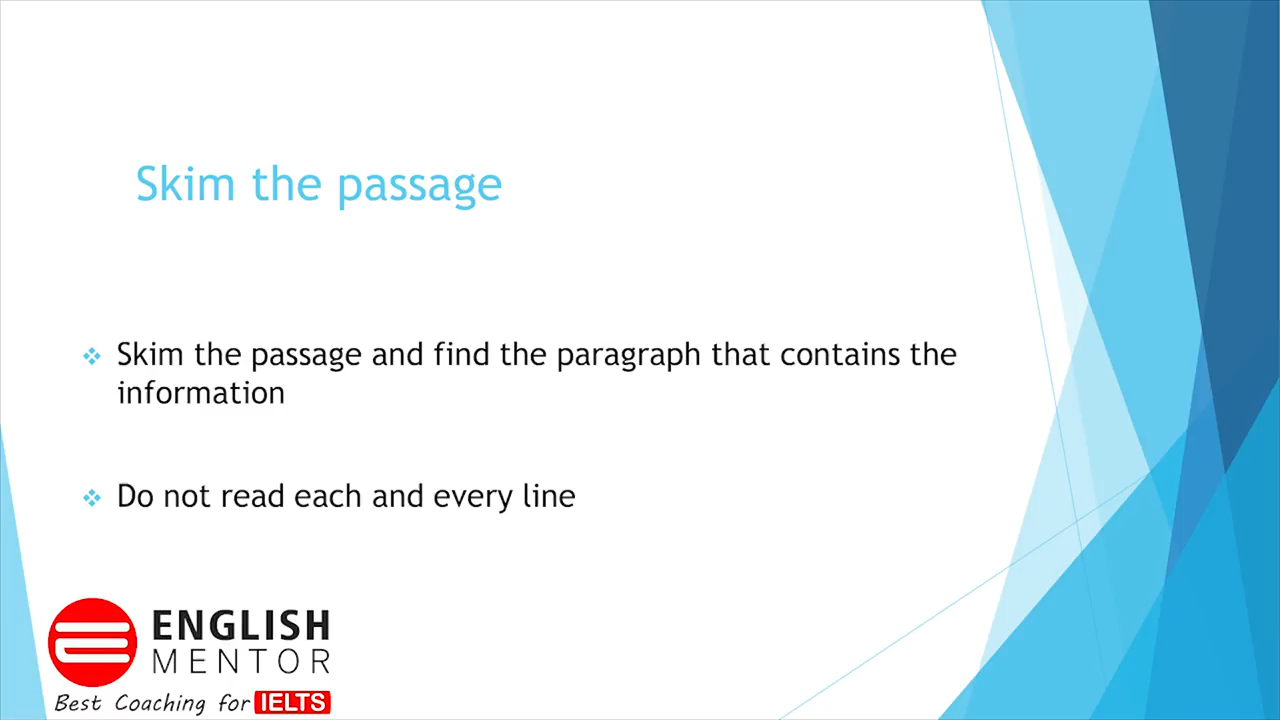 Skim the passage
Skim the passage and find the paragraph that contains the
information
Do not read each and every line
ENGLISH
MENTOR
Best Coaching for IELTS